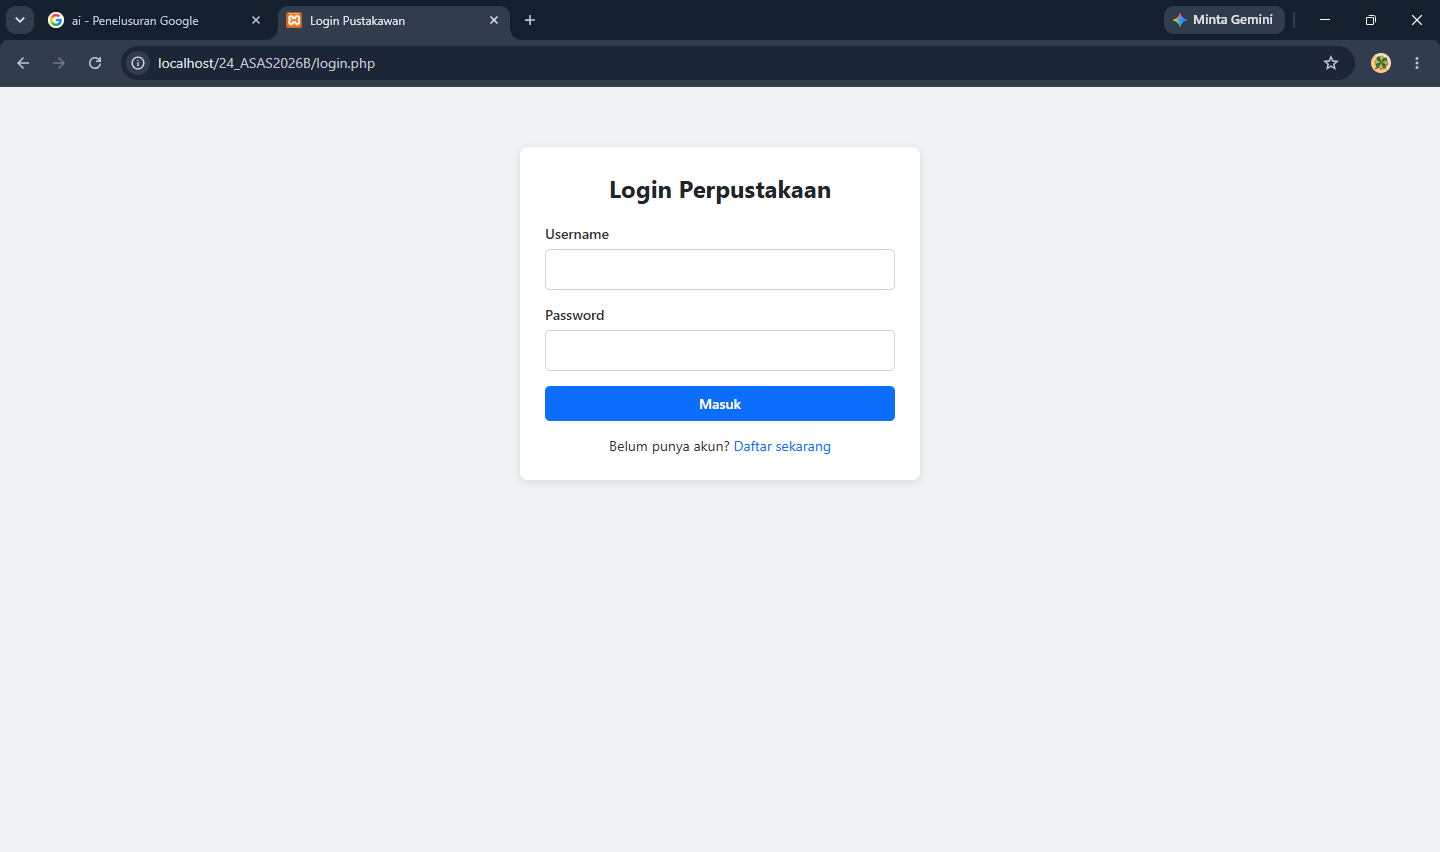 ai - Penelusuran Google
Login Pustakawan
Minta Gemini
localhost/24_ASAS2026B/login.php
Login Perpustakaan
Username
Password
Masuk
Belum punya akun? Daftar sekarang